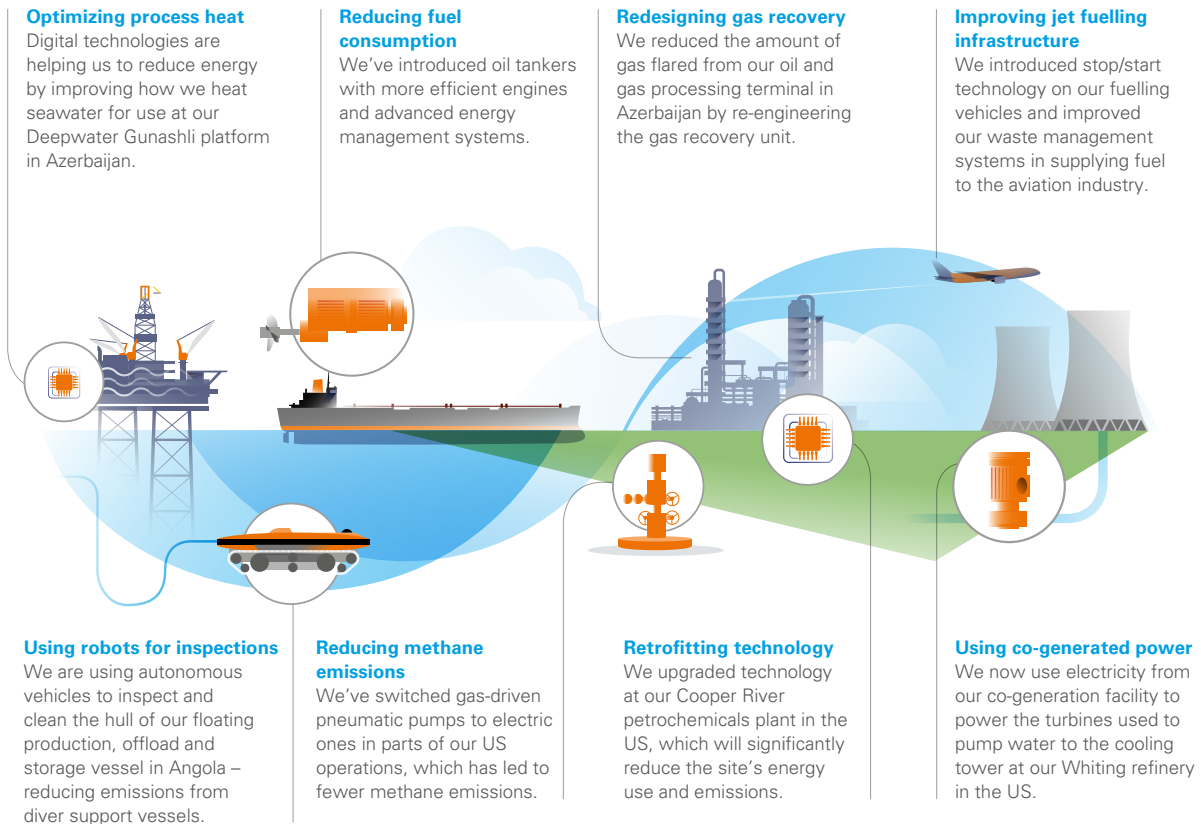 Optimizing process heat
Digital technologies are
helping us to reduce energy
by improving how we heat
seawater for use at our
Deepwater Gunashli platform
in Azerbaijan.
Reducing fuel
consumption
We’ve introduced oil tankers
with more efficient engines
and advanced energy
management systems.
Redesigning gas recovery
We reduced the amount of
gas flared from our oil and
gas processing terminal in
Azerbaijan by re-engineering
the gas recovery unit.
Improving jet fuelling
infrastructure
We introduced stop/start
technology on our fuelling
vehicles and improved
our waste management
systems in supplying fuel
to the aviation industry.
Using robots for inspections
We are using autonomous
vehicles to inspect and
clean the hull of our floating
production, offload and
storage vessel in Angola –
reducing emissions from
diver support vessels.
Reducing methane
emissions
We’ve switched gas-driven
pneumatic pumps to electric
ones in parts of our US
operations, which has led to
fewer methane emissions.
Retrofitting technology
We upgraded technology
at our Cooper River
petrochemicals plant in the
US, which will significantly
reduce the site’s energy
use and emissions.
Using co-generated power
We now use electricity from
our co-generation facility to
power the turbines used to
pump water to the cooling
tower at our Whiting refinery
in the US.